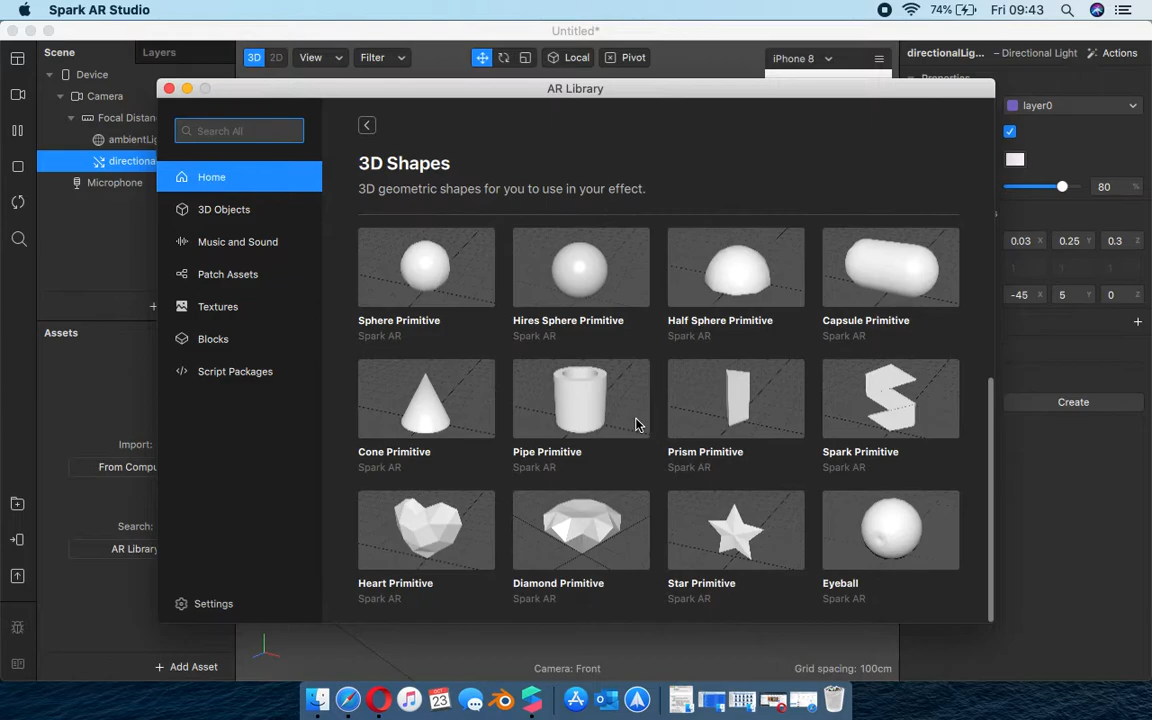 Spark AR Studio
74%
Fri 09:43
Untitled*
Scene
Layers
3D
2D
View
Filter
Local
Pivot
iPhone 8
directionalLig... – Directional Light
Actions
Device
Camera
Focal Distan
ambientLig
directiona
Microphone
layer0
80 %
0.03 X 0.25 Y 0.3 Z
1 1 1
-45 X 5 Y 0 Z
Create
Assets
Import:
From Compu
Search:
AR Library
Add Asset
AR Library
Search All
Home
3D Objects
Music and Sound
Patch Assets
Textures
Blocks
Script Packages
Settings
3D Shapes
3D geometric shapes for you to use in your effect.
Sphere Primitive
Spark AR
Hires Sphere Primitive
Spark AR
Half Sphere Primitive
Spark AR
Capsule Primitive
Spark AR
Cone Primitive
Spark AR
Pipe Primitive
Spark AR
Prism Primitive
Spark AR
Spark Primitive
Spark AR
Heart Primitive
Spark AR
Diamond Primitive
Spark AR
Star Primitive
Spark AR
Eyeball
Spark AR
Camera: Front
Grid spacing: 100cm
OCT
23